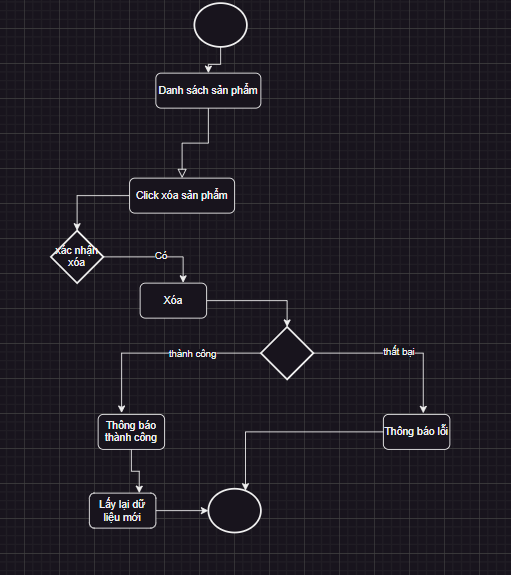 Danh sách sản phẩm
Click xóa sản phẩm
xác nhận
xóa
Có
Xóa
thành công
thất bại
Thông báo
thành công
Thông báo lỗi
Lấy lại dữ
liệu mới